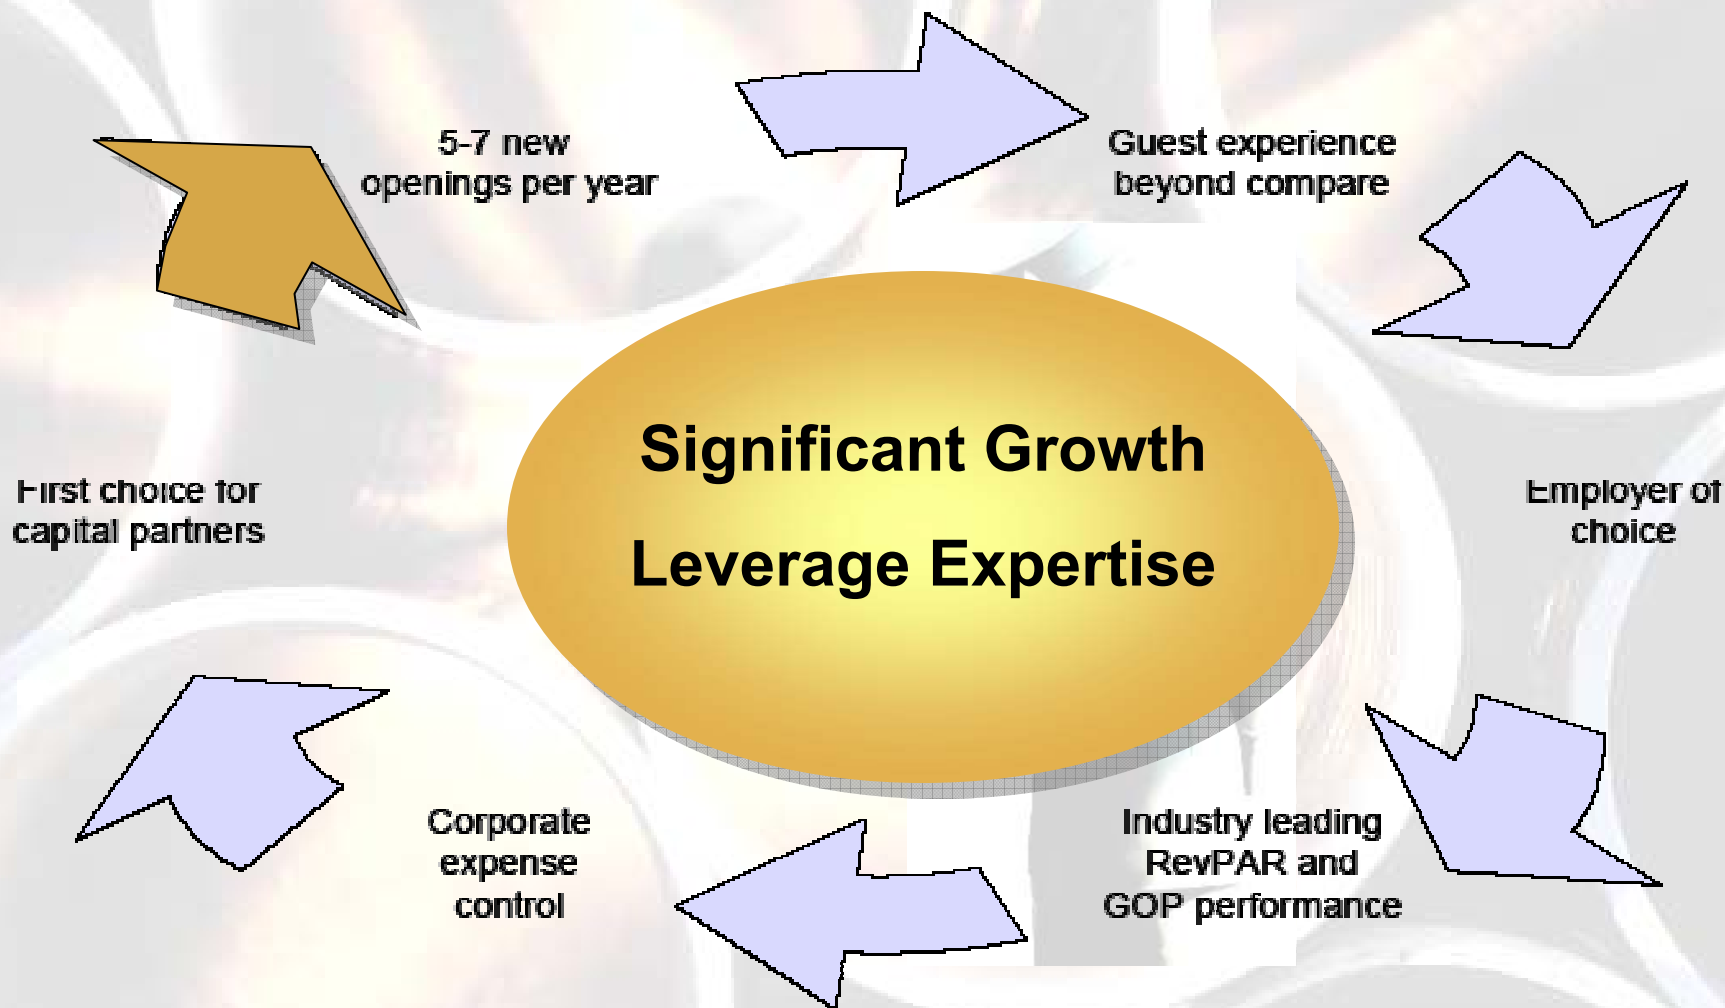 5-7 new
openings per year
Guest experience
beyond compare
Significant Growth
Leverage Expertise
First choice for
capital partners
Employer of
choice
Corporate
expense
control
Industry leading
RevPAR and
GOP performance